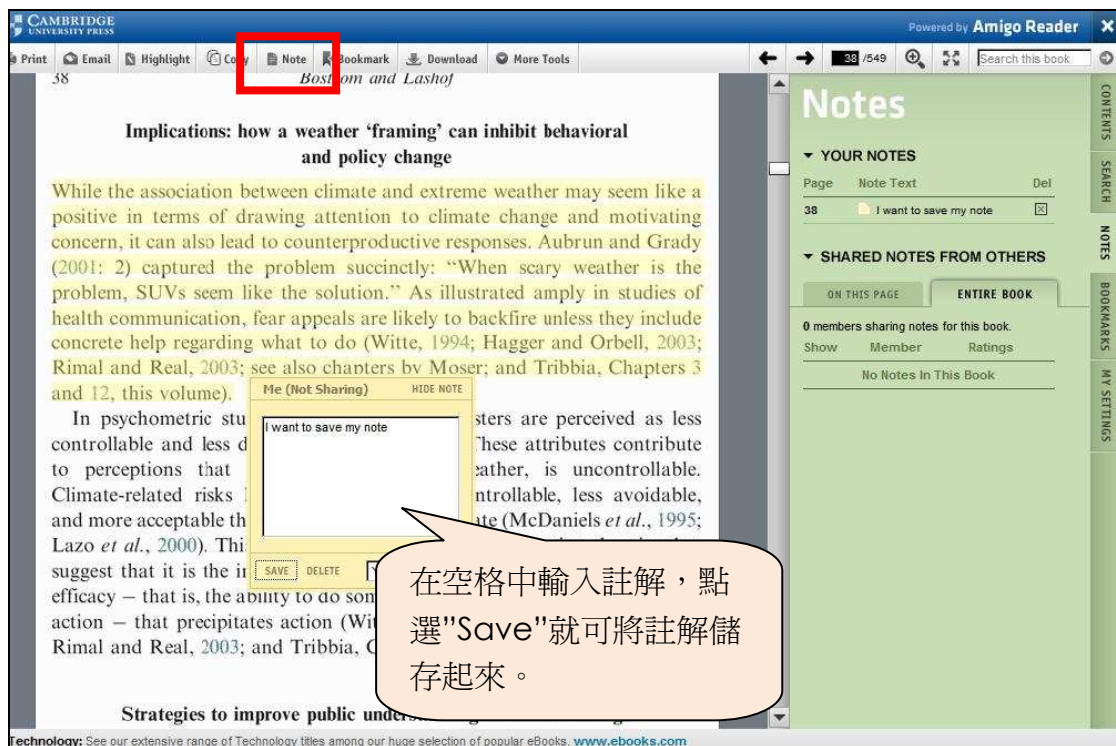 CAMBRIDGE
UNIVERSITY PRESS
Powered by Amigo Reader
Print Email Highlight Note Bookmark Download More Tools
38 /549 Search this book
38 and Lashof
Implications: how a weather ‘framing’ can inhibit behavioral
and policy change
While the association between climate and extreme weather may seem like a
positive in terms of drawing attention to climate change and motivating
concern, it can also lead to counterproductive responses. Aubrun and Grady
(2001: 2) captured the problem succinctly: “When scary weather is the
problem, SUVs seem like the solution.” As illustrated amply in studies of
health communication, fear appeals are likely to backfire unless they include
concrete help regarding what to do (Witte, 1994; Hagger and Orbell, 2003;
Rimal and Real, 2003; see also chapters by Moser; and Tribbia, Chapters 3
and 12, this volume).
In psychometric sters are perceived as less
controllable and less These attributes contribute
to perceptions that is uncontrollable.
Climate-related risks less avoidable,
and more acceptable (McDaniels et al., 1995;
Lazo et al., 2000).
suggest that it is the
efficacy – that is, the ability to do
action – that precipitates action
Rimal and Real, 2003; and Tribbia,
Strategies to improve public
Me (Not Sharing) HIDE NOTE
I want to save my note
SAVE DELETE
在空格中輸入註解，點
選”Save”就可將註解儲
存起來。
Notes
YOUR NOTES
Page Note Text Del
38 I want to save my note
SHARED NOTES FROM OTHERS
ON THIS PAGE ENTIRE BOOK
0 members sharing notes for this book.
Show Member Ratings
No Notes In This Book
CONTENTS
SEARCH
NOTES
BOOKMARKS
MY SETTINGS
Technology: See our extensive range of Technology titles among our huge selection of popular eBooks. www.ebooks.com